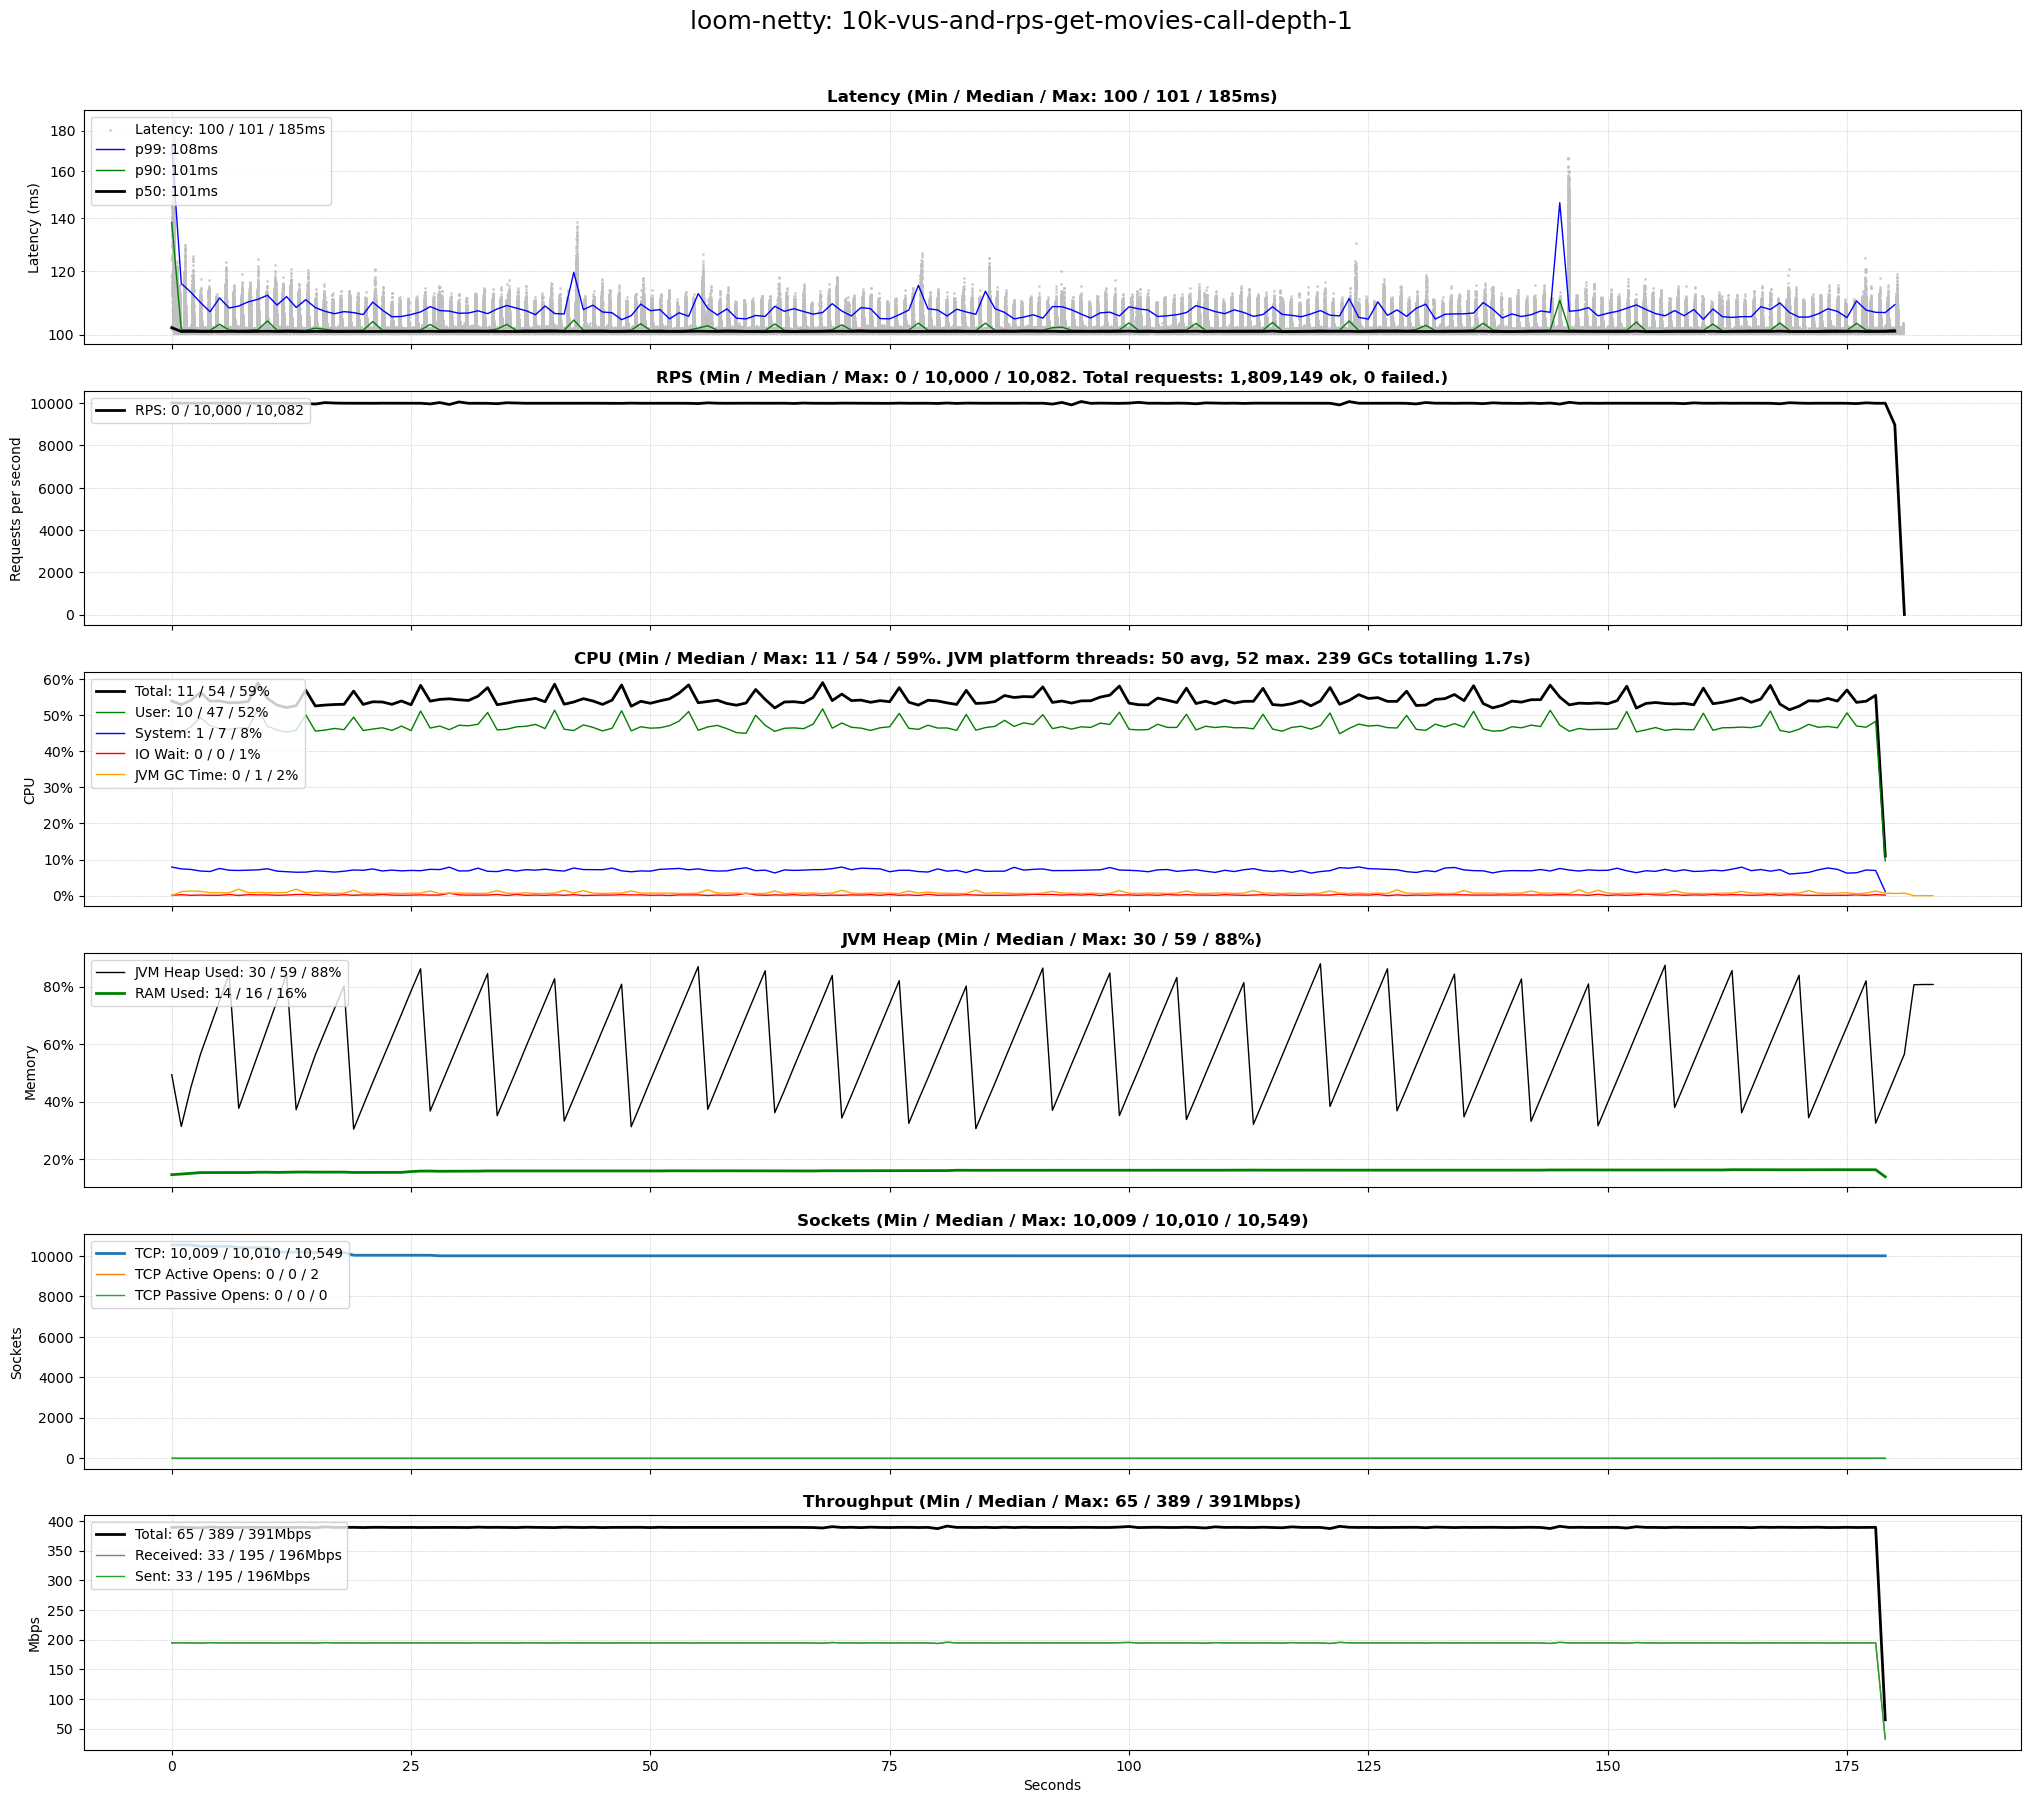 loom-netty: 10k-vus-and-rps-get-movies-call-depth-1
Latency (Min / Median / Max: 100 / 101 / 185ms)
Latency (ms)
180
160
140
120
100
Latency: 100 / 101 / 185ms
p99: 108ms
p90: 101ms
p50: 101ms
RPS (Min / Median / Max: 0 / 10,000 / 10,082. Total requests: 1,809,149 ok, 0 failed.)
Requests per second
10000
8000
6000
4000
2000
0
RPS: 0 / 10,000 / 10,082
CPU (Min / Median / Max: 11 / 54 / 59%. JVM platform threads: 50 avg, 52 max. 239 GCs totalling 1.7s)
CPU
60%
50%
40%
30%
20%
10%
0%
Total: 11 / 54 / 59%
User: 10 / 47 / 52%
System: 1 / 7 / 8%
IO Wait: 0 / 0 / 1%
JVM GC Time: 0 / 1 / 2%
JVM Heap (Min / Median / Max: 30 / 59 / 88%)
Memory
80%
60%
40%
20%
JVM Heap Used: 30 / 59 / 88%
RAM Used: 14 / 16 / 16%
Sockets (Min / Median / Max: 10,009 / 10,010 / 10,549)
Sockets
10000
8000
6000
4000
2000
0
TCP: 10,009 / 10,010 / 10,549
TCP Active Opens: 0 / 0 / 2
TCP Passive Opens: 0 / 0 / 0
Throughput (Min / Median / Max: 65 / 389 / 391Mbps)
Mbps
400
350
300
250
200
150
100
50
Total: 65 / 389 / 391Mbps
Received: 33 / 195 / 196Mbps
Sent: 33 / 195 / 196Mbps
0 25 50 75 100 125 150 175
Seconds